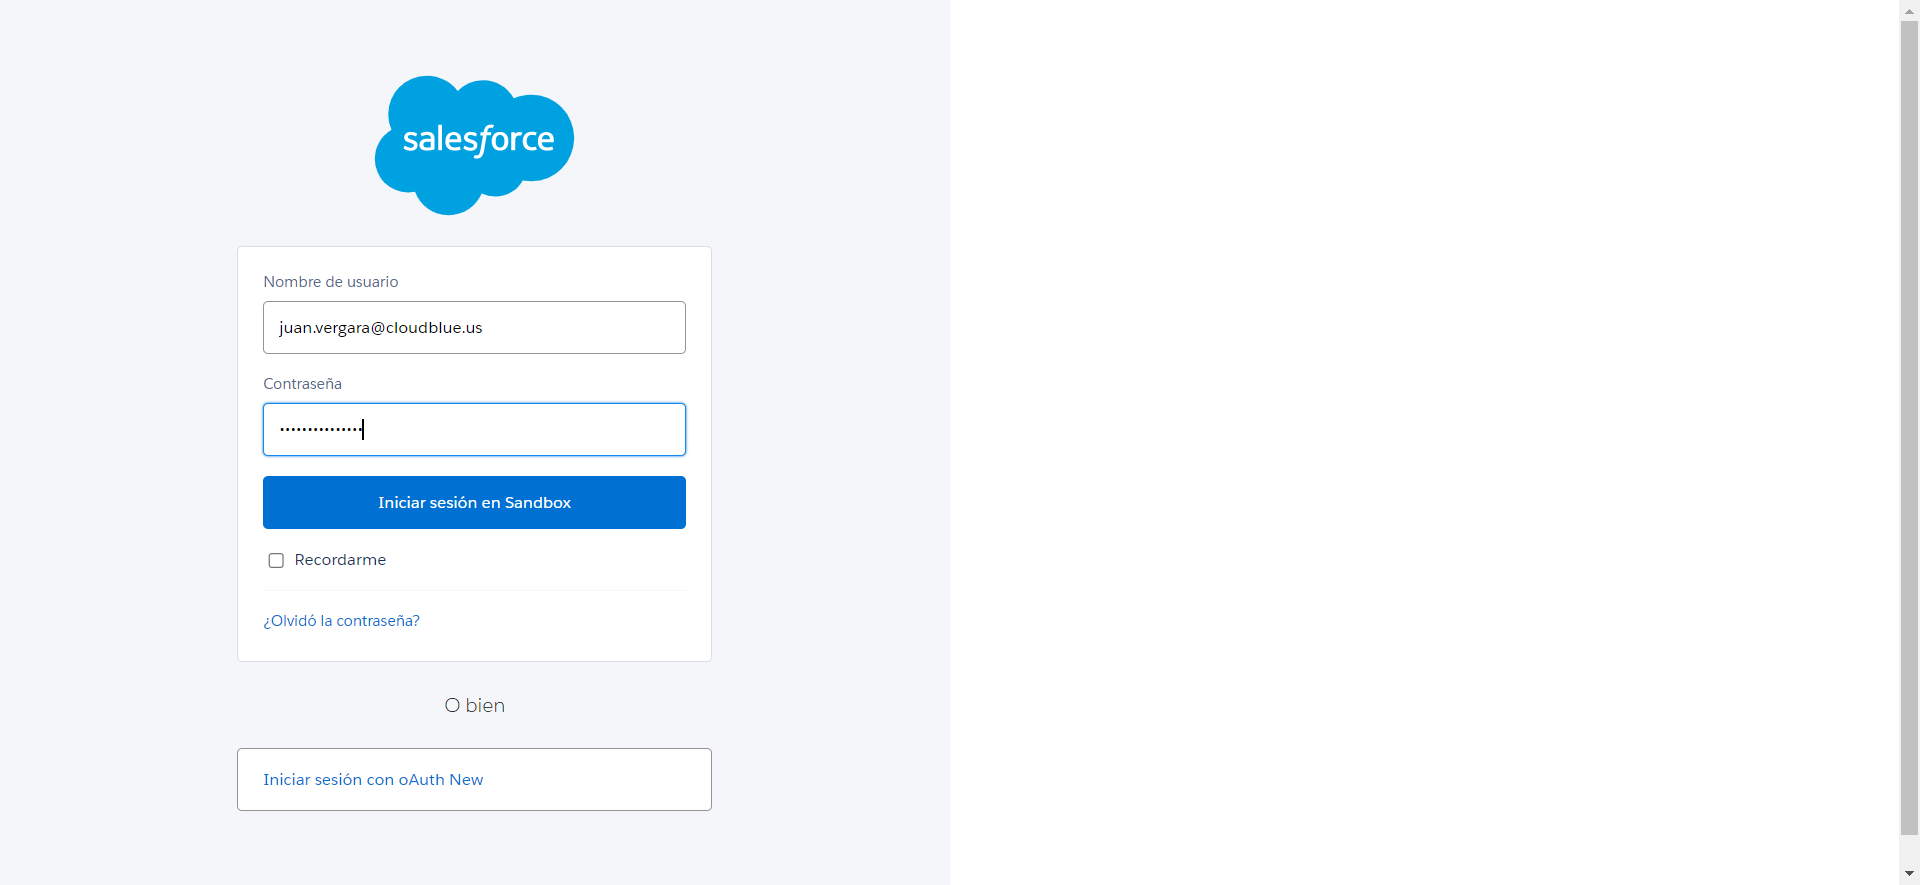 salesforce
Nombre de usuario
juan.vergara@cloudblue.us
Contraseña
•••••••••••••••
Iniciar sesión en Sandbox
Recordarme
¿Olvidó la contraseña?
O bien
Iniciar sesión con oAuth New